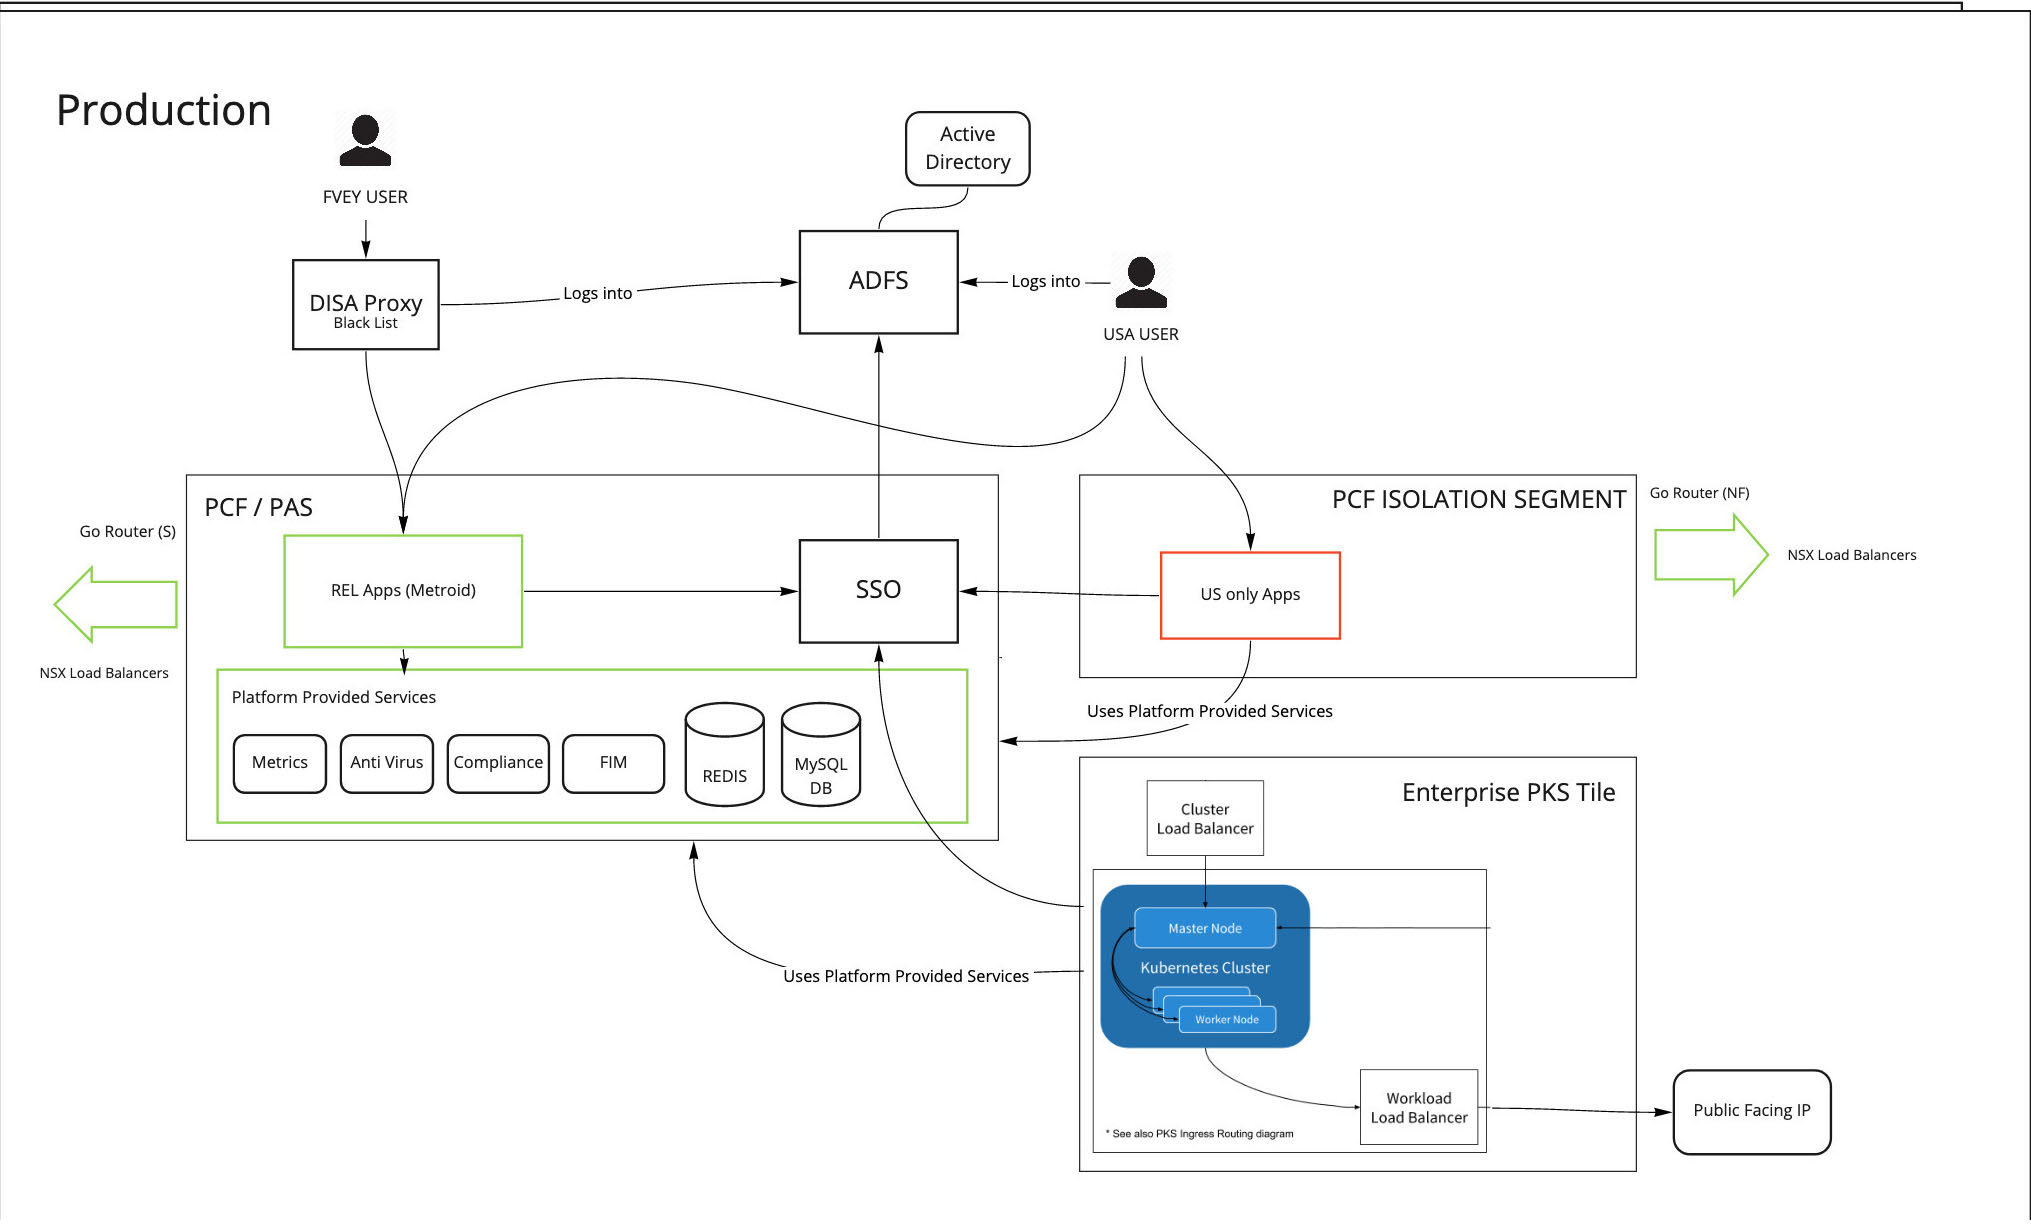 Production
FVEY USER
Active
Directory
DISA Proxy
Black List
Logs into
ADFS
Logs into
USA USER
PCF / PAS
PCF ISOLATION SEGMENT
Go Router (S)
NSX Load Balancers
REL Apps (Metroid)
SSO
US only Apps
Go Router (NF)
NSX Load Balancers
Platform Provided Services
Metrics
Anti Virus
Compliance
FIM
REDIS
MySQL
DB
Uses Platform Provided Services
Enterprise PKS Tile
Cluster
Load Balancer
Master Node
Kubernetes Cluster
Worker Node
Uses Platform Provided Services
Workload
Load Balancer
* See also PKS Ingress Routing diagram
Public Facing IP